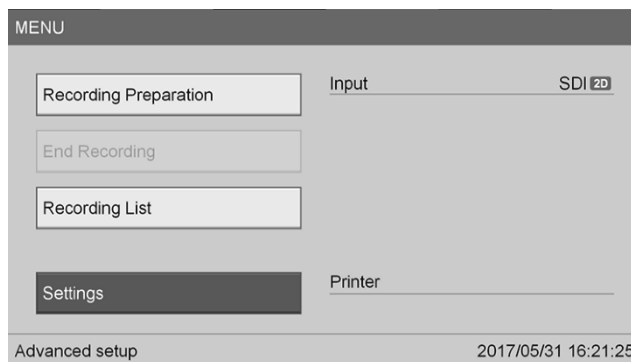 MENU
Recording Preparation
Input SDI 2D
End Recording
Recording List
Settings
Printer
Advanced setup 2017/05/31 16:21:25